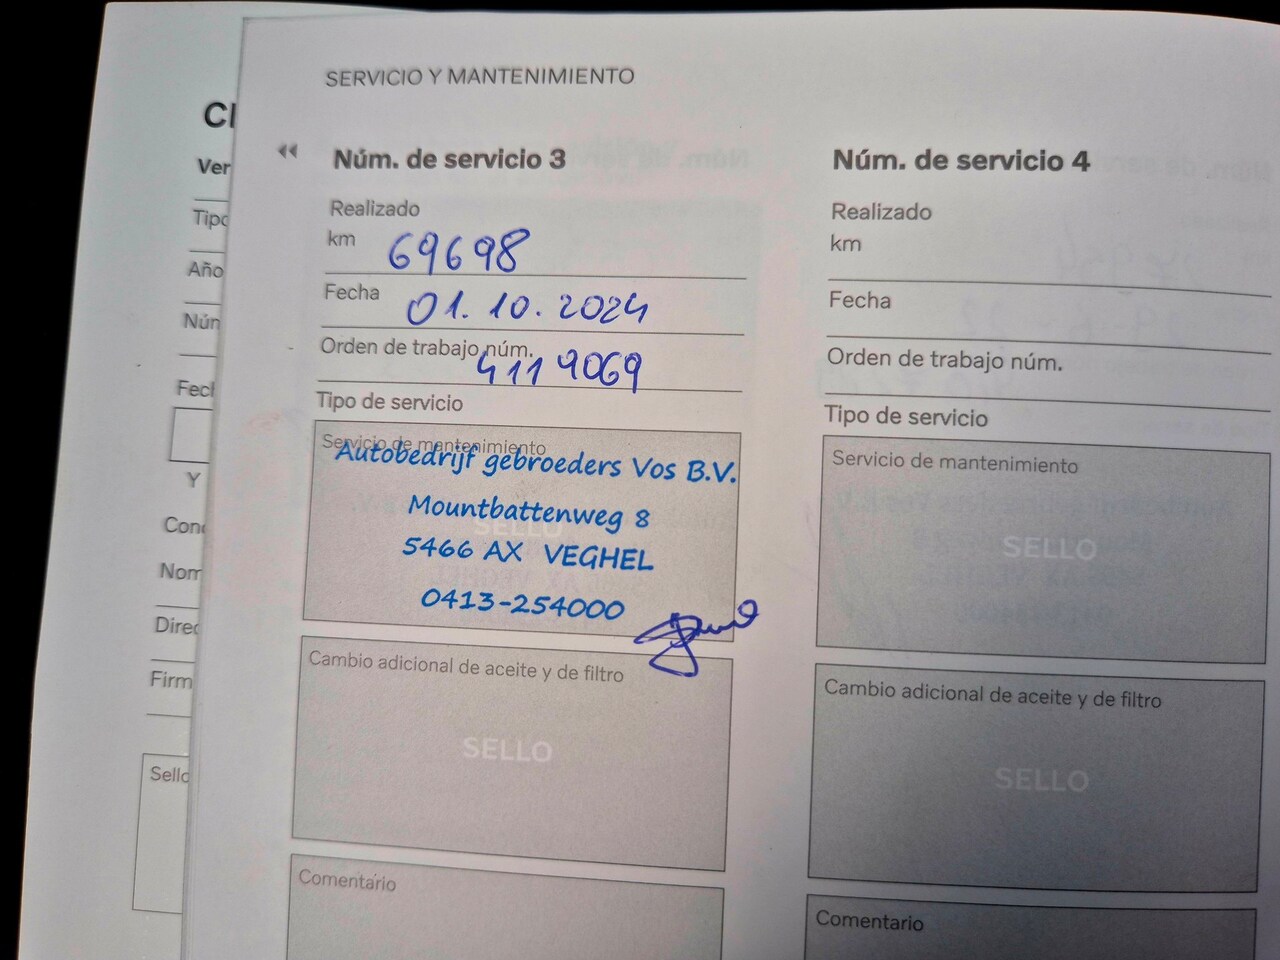 SERVICIO Y MANTENIMIENTO
Núm. de servicio 3
Realizado
km 69698
Fecha 01.10.2024
Orden de trabajo núm. 4119069
Tipo de servicio
Servicio de mantenimiento
SELLO
Autobedrijf gebroeders Vos B.V.
Mountbattenweg 8
5466 AX VEGHEL
0413-254000
Cambio adicional de aceite y de filtro
SELLO
Comentario
Núm. de servicio 4
Realizado
km
Fecha
Orden de trabajo núm.
Tipo de servicio
Servicio de mantenimiento
SELLO
Cambio adicional de aceite y de filtro
SELLO
Comentario
Año
Y